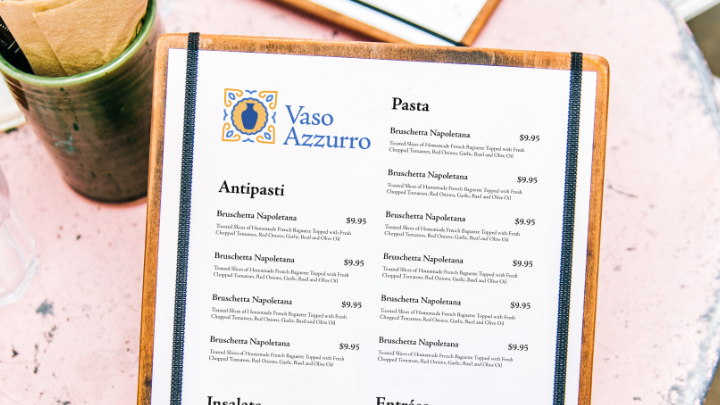 Vaso
Azzurro
Antipasti
Bruschetta Napoletana $9.95
Toasted Slices of Homemade French Baguette Topped with Fresh
Chopped Tomatoes, Red Onions, Garlic, Basil and Olive Oil
Bruschetta Napoletana $9.95
Toasted Slices of Homemade French Baguette Topped with Fresh
Chopped Tomatoes, Red Onions, Garlic, Basil and Olive Oil
Bruschetta Napoletana $9.95
Toasted Slices of Homemade French Baguette Topped with Fresh
Chopped Tomatoes, Red Onions, Garlic, Basil and Olive Oil
Bruschetta Napoletana $9.95
Toasted Slices of Homemade French Baguette Topped with Fresh
Chopped Tomatoes, Red Onions, Garlic, Basil and Olive Oil
Pasta
Bruschetta Napoletana $9.95
Toasted Slices of Homemade French Baguette Topped with Fresh
Chopped Tomatoes, Red Onions, Garlic, Basil and Olive Oil
Bruschetta Napoletana $9.95
Toasted Slices of Homemade French Baguette Topped with Fresh
Chopped Tomatoes, Red Onions, Garlic, Basil and Olive Oil
Bruschetta Napoletana $9.95
Toasted Slices of Homemade French Baguette Topped with Fresh
Chopped Tomatoes, Red Onions, Garlic, Basil and Olive Oil
Bruschetta Napoletana $9.95
Toasted Slices of Homemade French Baguette Topped with Fresh
Chopped Tomatoes, Red Onions, Garlic, Basil and Olive Oil
Bruschetta Napoletana $9.95
Toasted Slices of Homemade French Baguette Topped with Fresh
Chopped Tomatoes, Red Onions, Garlic, Basil and Olive Oil
Bruschetta Napoletana $9.95
Toasted Slices of Homemade French Baguette Topped with Fresh
Chopped Tomatoes, Red Onions, Garlic, Basil and Olive Oil